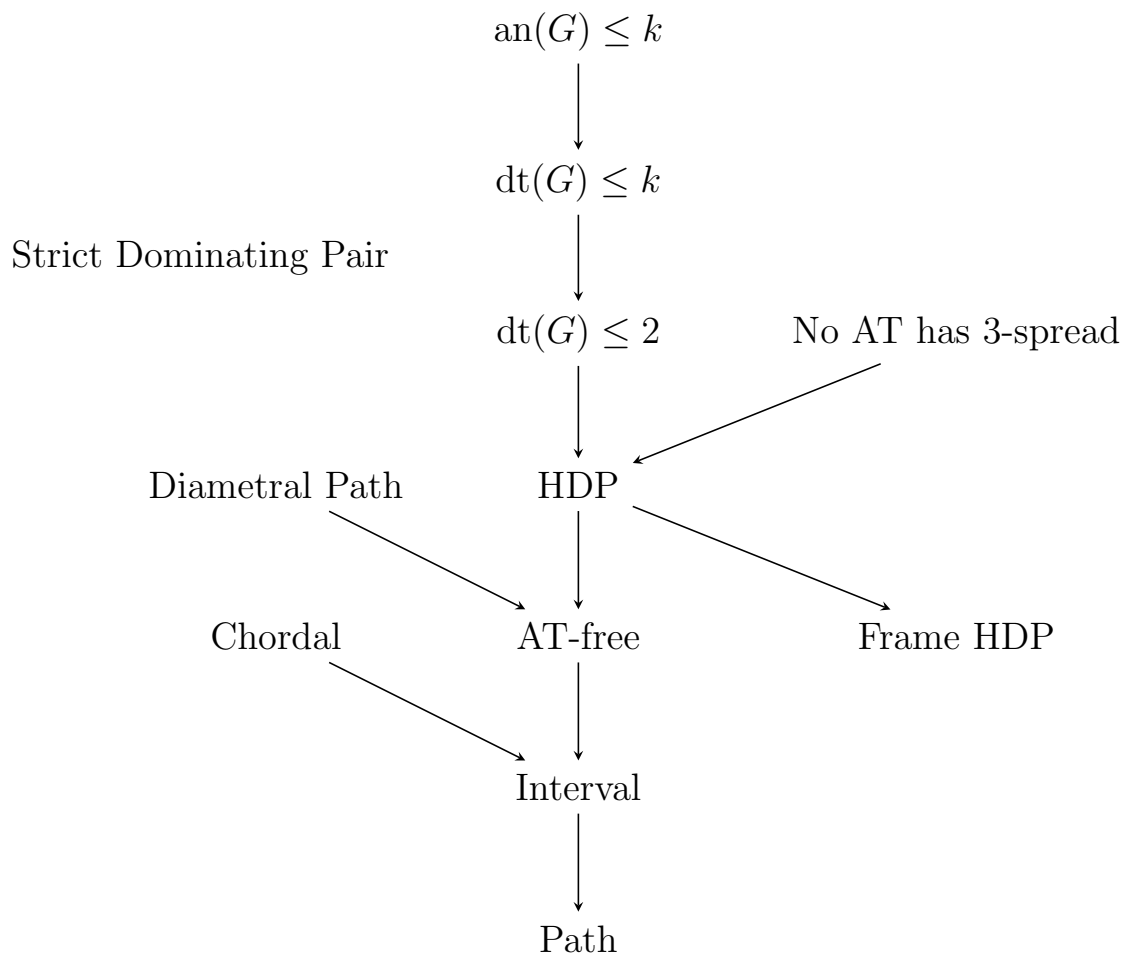 an(G) ≤ k
dt(G) ≤ k
Strict Dominating Pair
dt(G) ≤ 2
No AT has 3-spread
Diametral Path
HDP
Chordal
AT-free
Frame HDP
Interval
Path